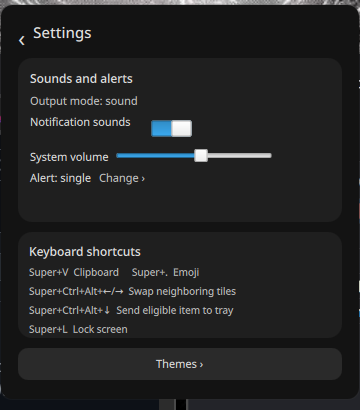 ‹ Settings
Sounds and alerts
Output mode: sound
Notification sounds
System volume
Alert: single Change ›
Keyboard shortcuts
Super+V Clipboard Super+. Emoji
Super+Ctrl+Alt+←/→ Swap neighboring tiles
Super+Ctrl+Alt+↓ Send eligible item to tray
Super+L Lock screen
Themes ›